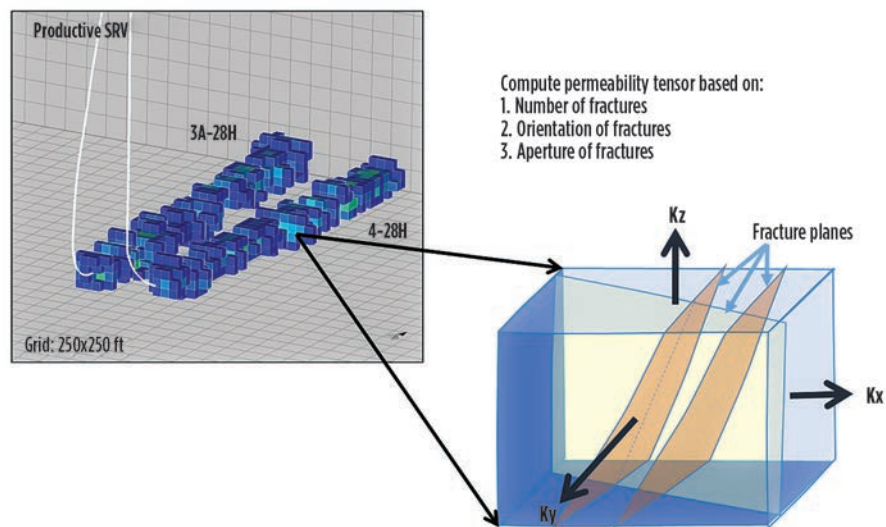 Productive SRV
3A-28H
4-28H
Grid: 250x250 ft
Compute permeability tensor based on:
1. Number of fractures
2. Orientation of fractures
3. Aperture of fractures
Kz
Fracture planes
Kx
Ky